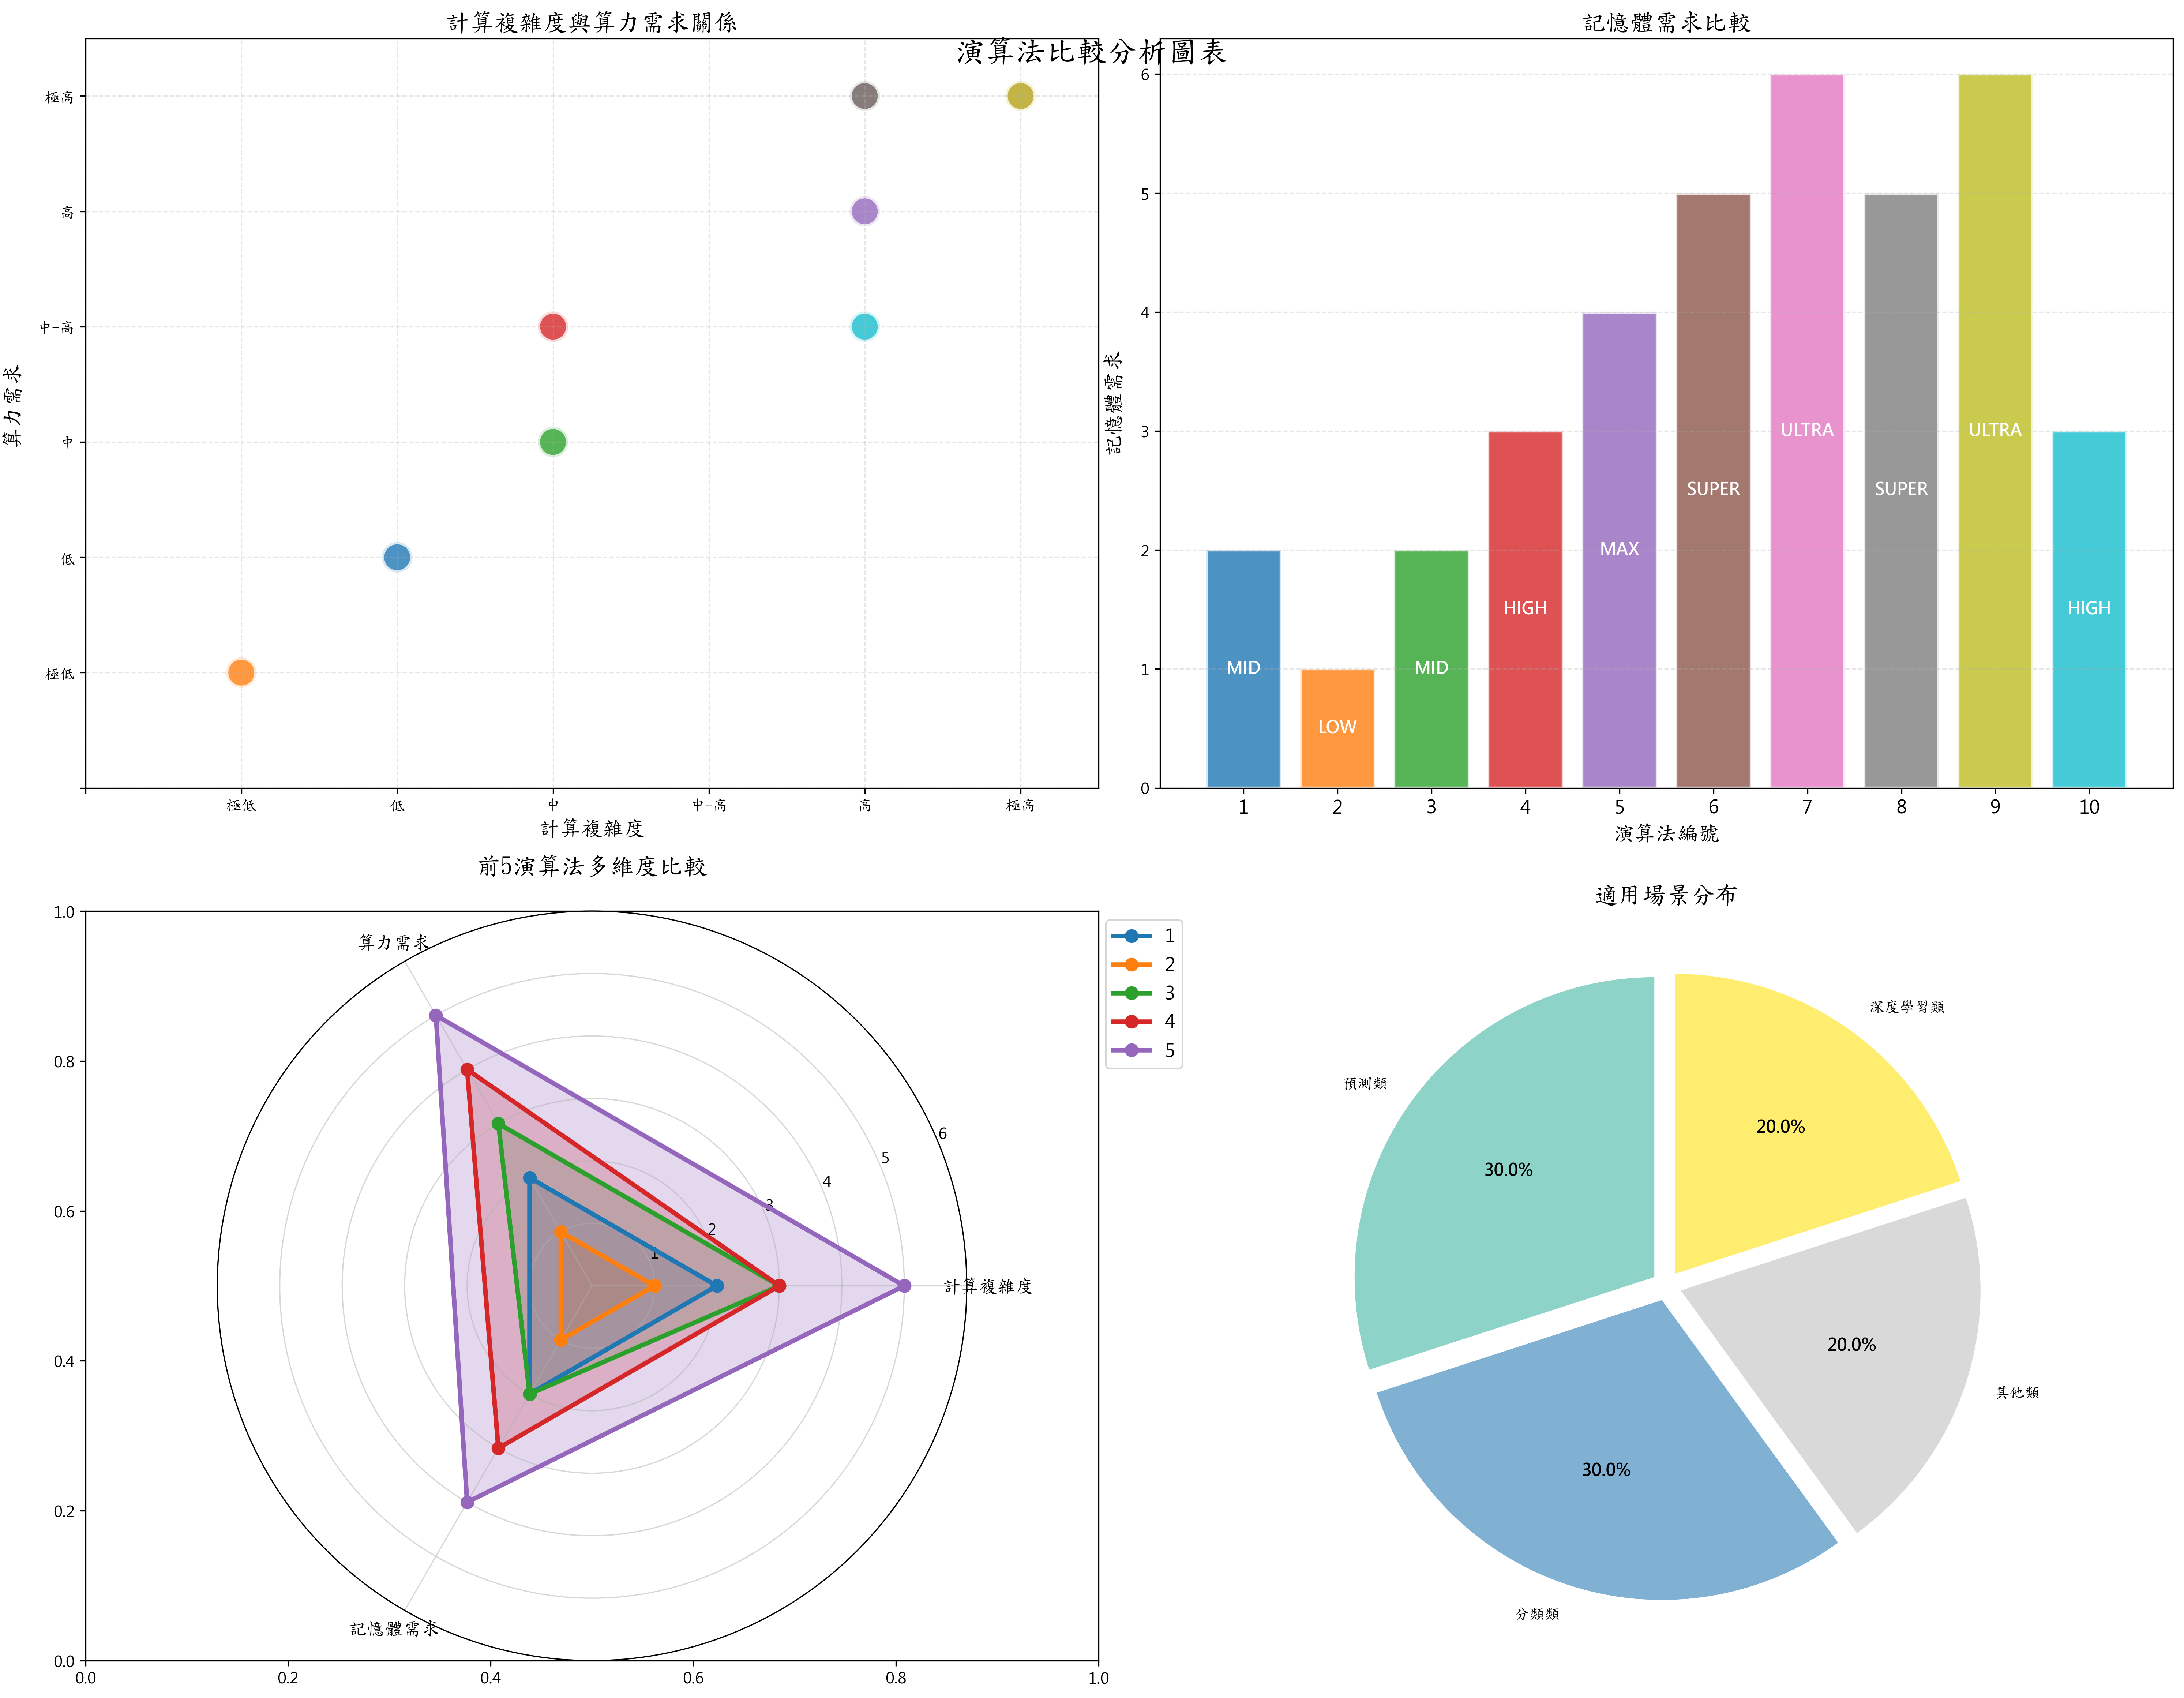 演算法比較分析圖表
計算複雜度與算力需求關係
算力需求
極高
高
中-高
中
低
極低
極低
低
中
中-高
高
極高
計算複雜度
記憶體需求比較
記憶體需求
6
5
4
3
2
1
0
MID
LOW
MID
HIGH
MAX
SUPER
ULTRA
SUPER
ULTRA
HIGH
1
2
3
4
5
6
7
8
9
10
演算法編號
前5演算法多維度比較
1.0
0.8
0.6
0.4
0.2
0.0
0.0
0.2
0.4
0.6
0.8
1.0
算力需求
計算複雜度
記憶體需求
1
2
3
4
5
6
1
2
3
4
5
適用場景分布
深度學習類
20.0%
預測類
30.0%
其他類
20.0%
分類類
30.0%